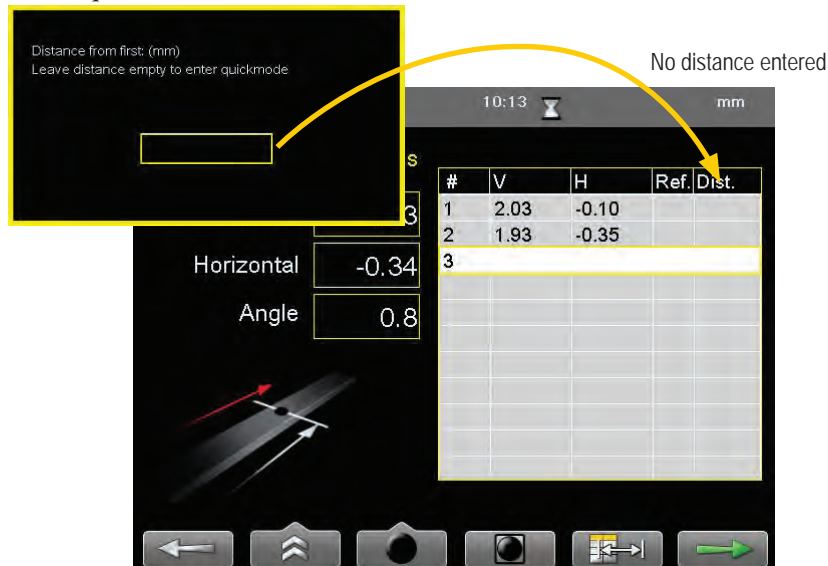 Distance from first: (mm)
Leave distance empty to enter quickmode
No distance entered
10:13 mm
s
# V H Ref. Dist.
3
1 2.03 -0.10
2 1.93 -0.35
Horizontal -0.34
3
Angle 0.8